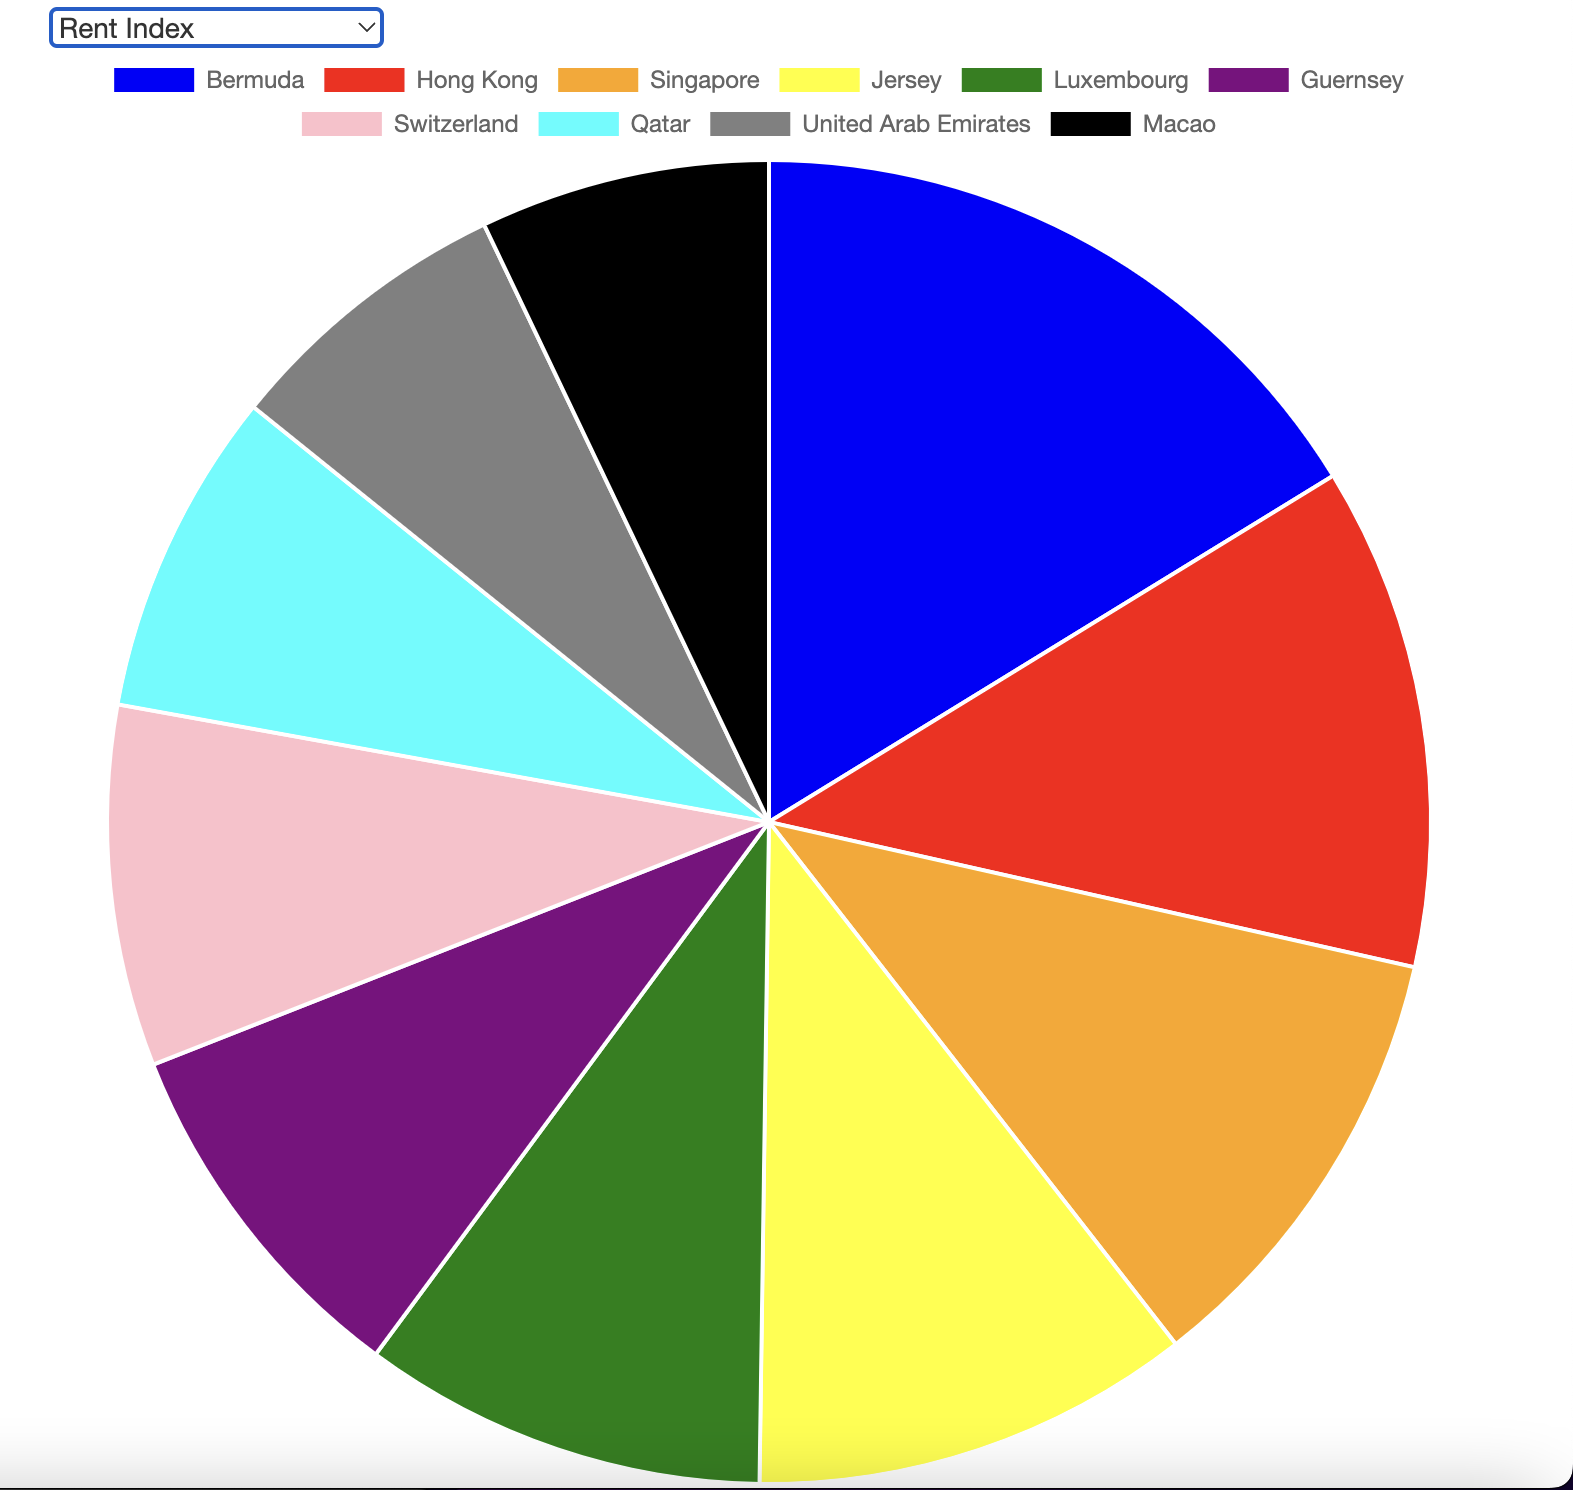 Rent Index
Bermuda Hong Kong Singapore Jersey Luxembourg Guernsey
Switzerland Qatar United Arab Emirates Macao